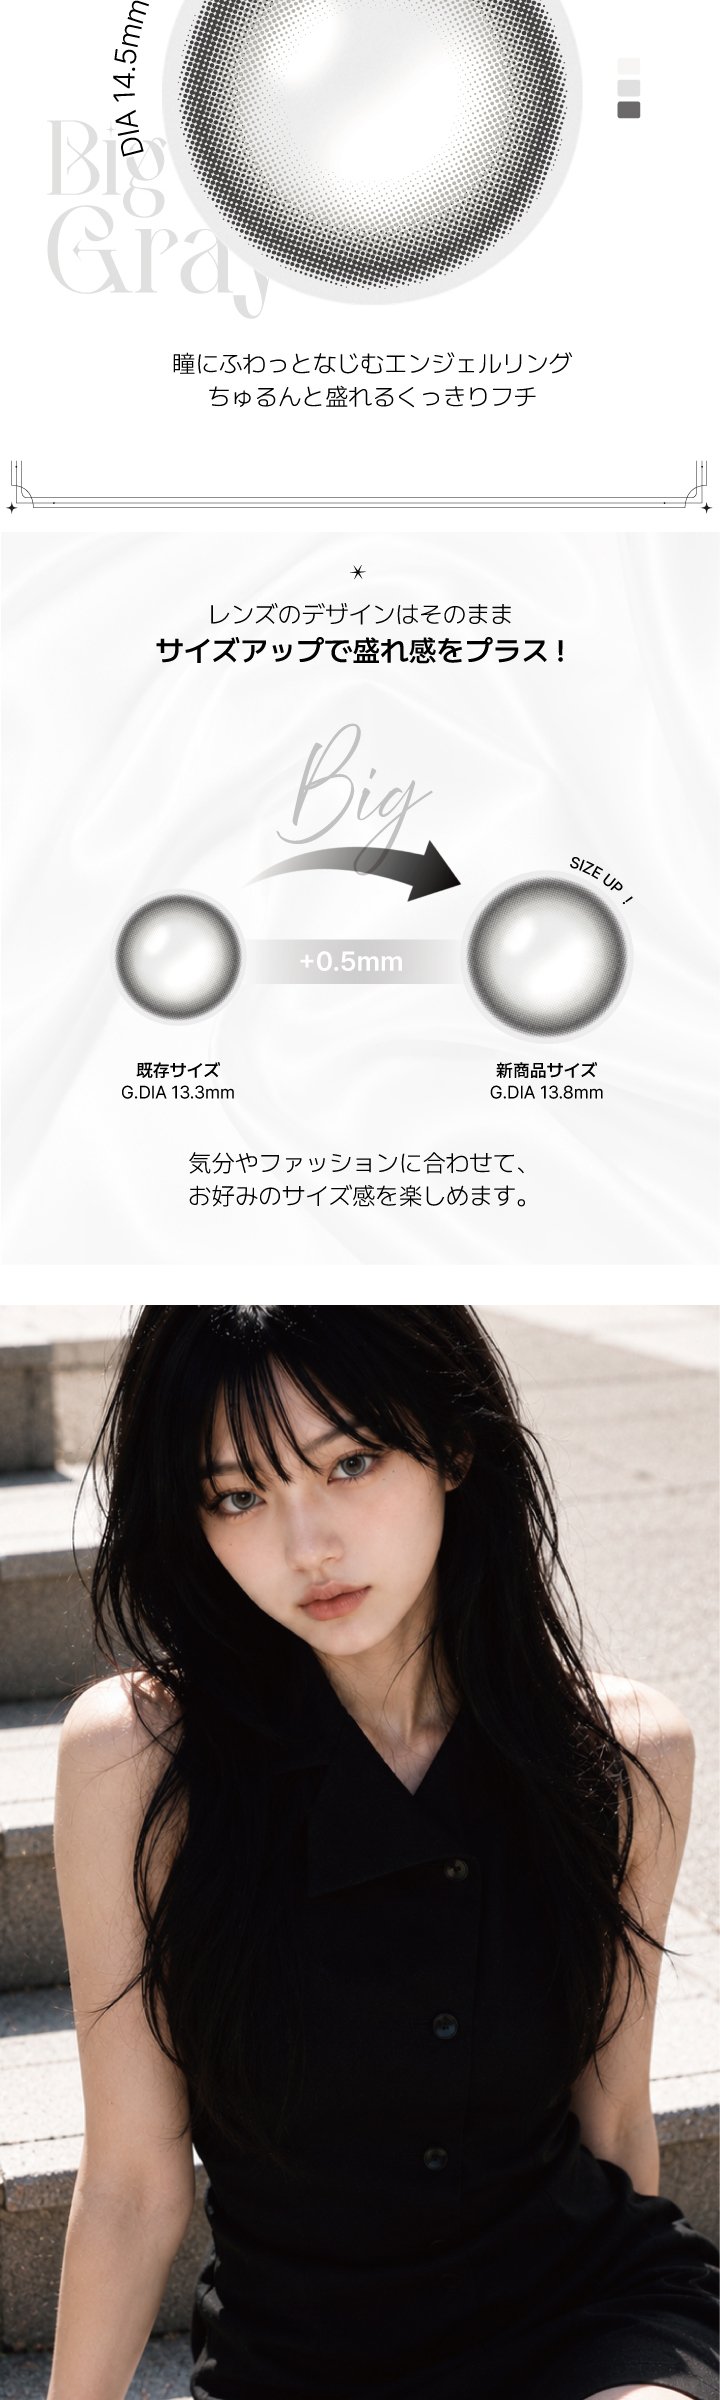 DIA 14.5mm
Big
Gray
瞳にふわっとなじむエンジェルリング
ちゅるんと盛れるくっきりフチ
レンズのデザインはそのまま
サイズアップで盛れ感をプラス！
Big
SIZE UP！
+0.5mm
既存サイズ
G.DIA 13.3mm
新商品サイズ
G.DIA 13.8mm
気分やファッションに合わせて、
お好みのサイズ感を楽しめます。